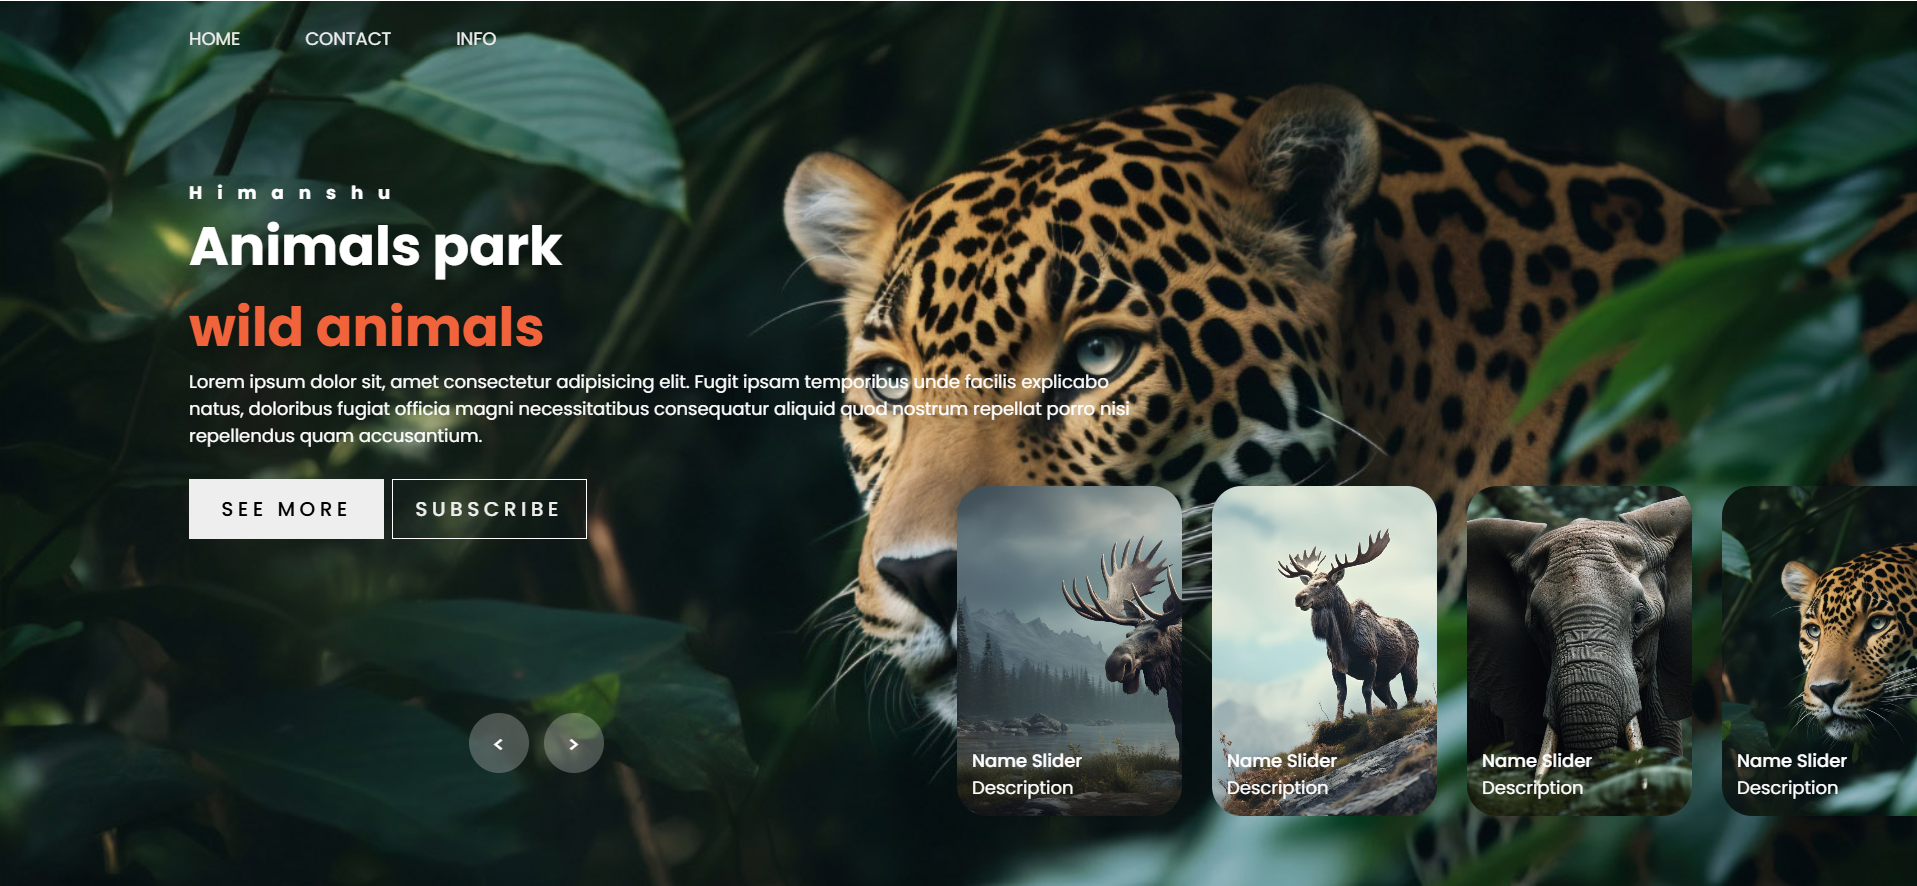 HOME CONTACT INFO
Himanshu
Animals park
wild animals
Lorem ipsum dolor sit, amet consectetur adipisicing elit. Fugit ipsam temporibus unde facilis explicabo
natus, doloribus fugiat officia magni necessitatibus consequatur aliquid quod nostrum repellat porro nisi
repellendus quam accusantium.
SEE MORE SUBSCRIBE
< >
Name Slider
Description
Name Slider
Description
Name Slider
Description
Name Slider
Description